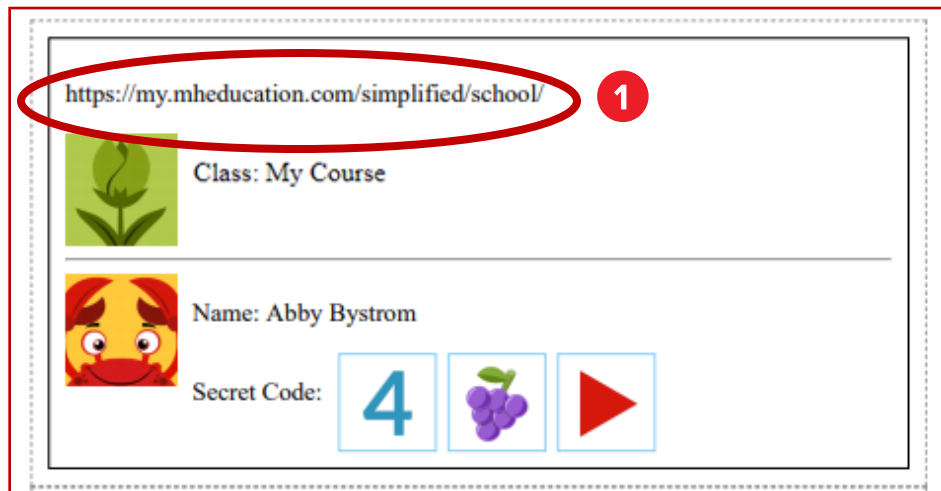 https://my.mheducation.com/simplified/school/
1
Class: My Course
Name: Abby Bystrom
Secret Code: 4